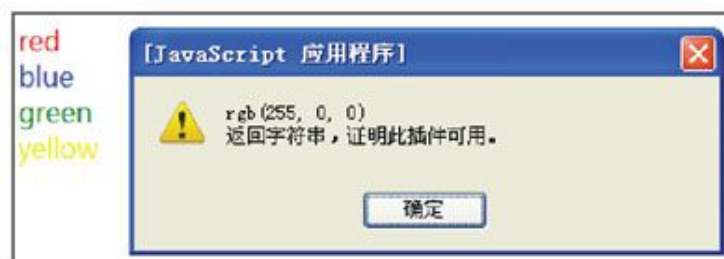 red
blue
green
yellow
[JavaScript 应用程序]
rgb(255, 0, 0)
返回字符串，证明此插件可用。
确定